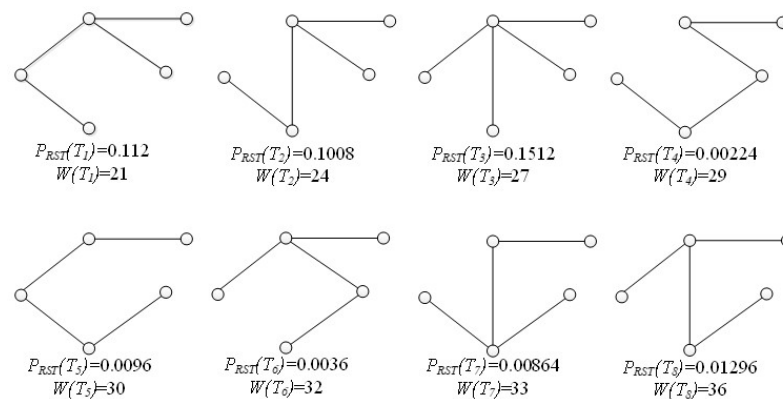 P_RST(T_1)=0.112 P_RST(T_2)=0.1008 P_RST(T_3)=0.1512 P_RST(T_4)=0.00224
W(T_1)=21 W(T_2)=24 W(T_3)=27 W(T_4)=29
P_RST(T_5)=0.0096 P_RST(T_6)=0.0036 P_RST(T_7)=0.00864 P_RST(T_8)=0.01296
W(T_5)=30 W(T_6)=32 W(T_7)=33 W(T_8)=36